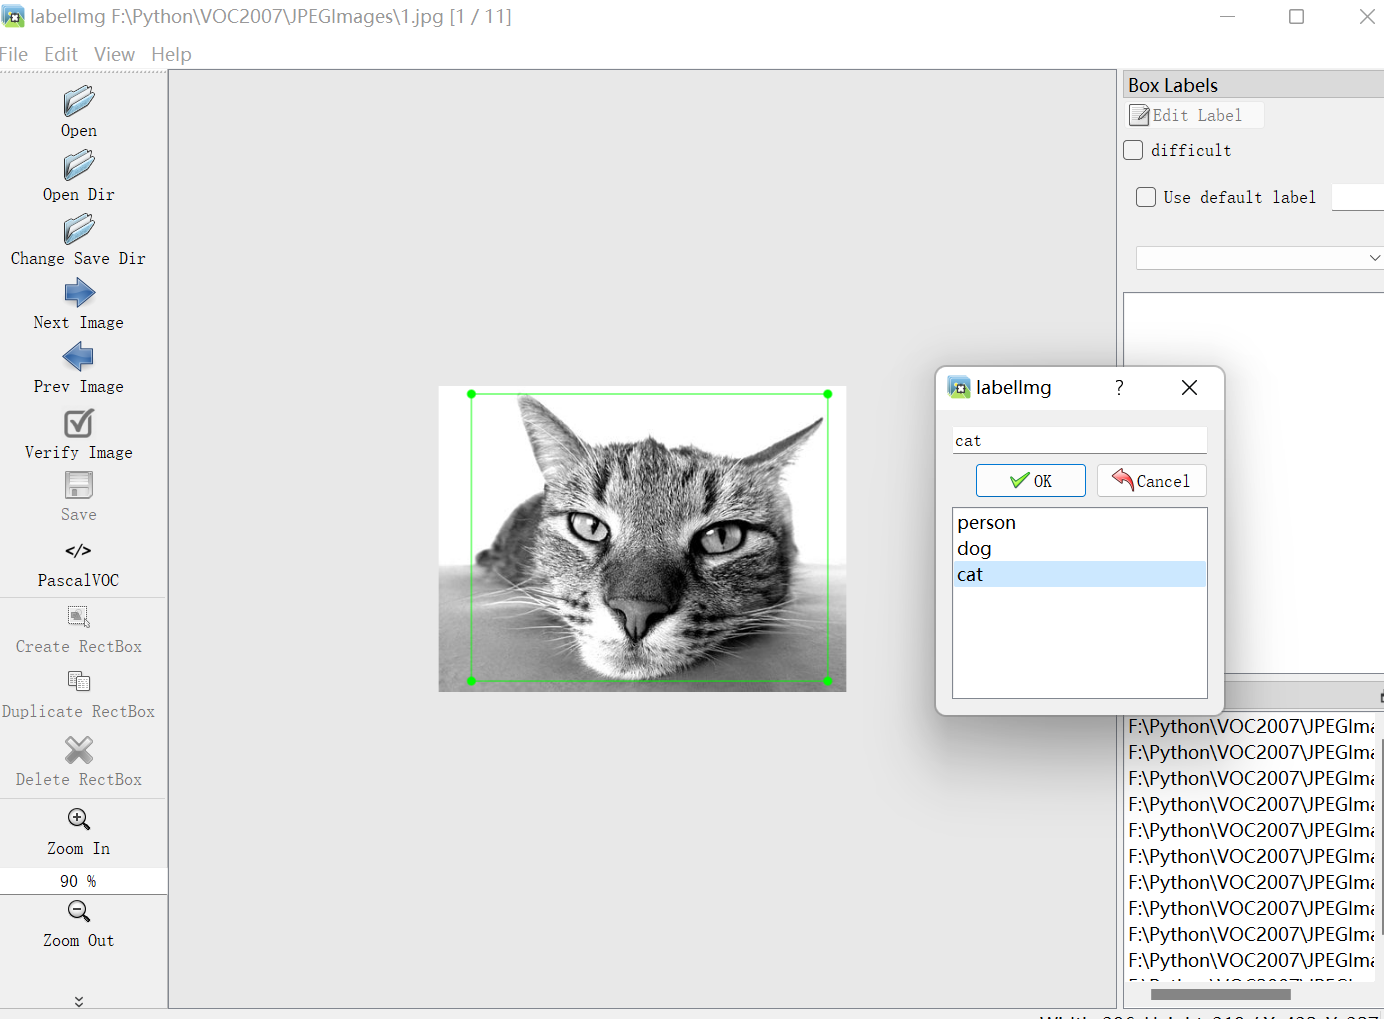 labelImg F:\Python\VOC2007\JPEGImages\1.jpg [1 / 11]
File Edit View Help
Open
Open Dir
Change Save Dir
Next Image
Prev Image
Verify Image
Save
</>
PascalVOC
Create RectBox
Duplicate RectBox
Delete RectBox
Zoom In
90 %
Zoom Out
Box Labels
Edit Label
difficult
Use default label
labelImg ?
cat
OK Cancel
person
dog
cat
F:\Python\VOC2007\JPEGIma
F:\Python\VOC2007\JPEGIma
F:\Python\VOC2007\JPEGIma
F:\Python\VOC2007\JPEGIma
F:\Python\VOC2007\JPEGIma
F:\Python\VOC2007\JPEGIma
F:\Python\VOC2007\JPEGIma
F:\Python\VOC2007\JPEGIma
F:\Python\VOC2007\JPEGIma
F:\Python\VOC2007\JPEGIma